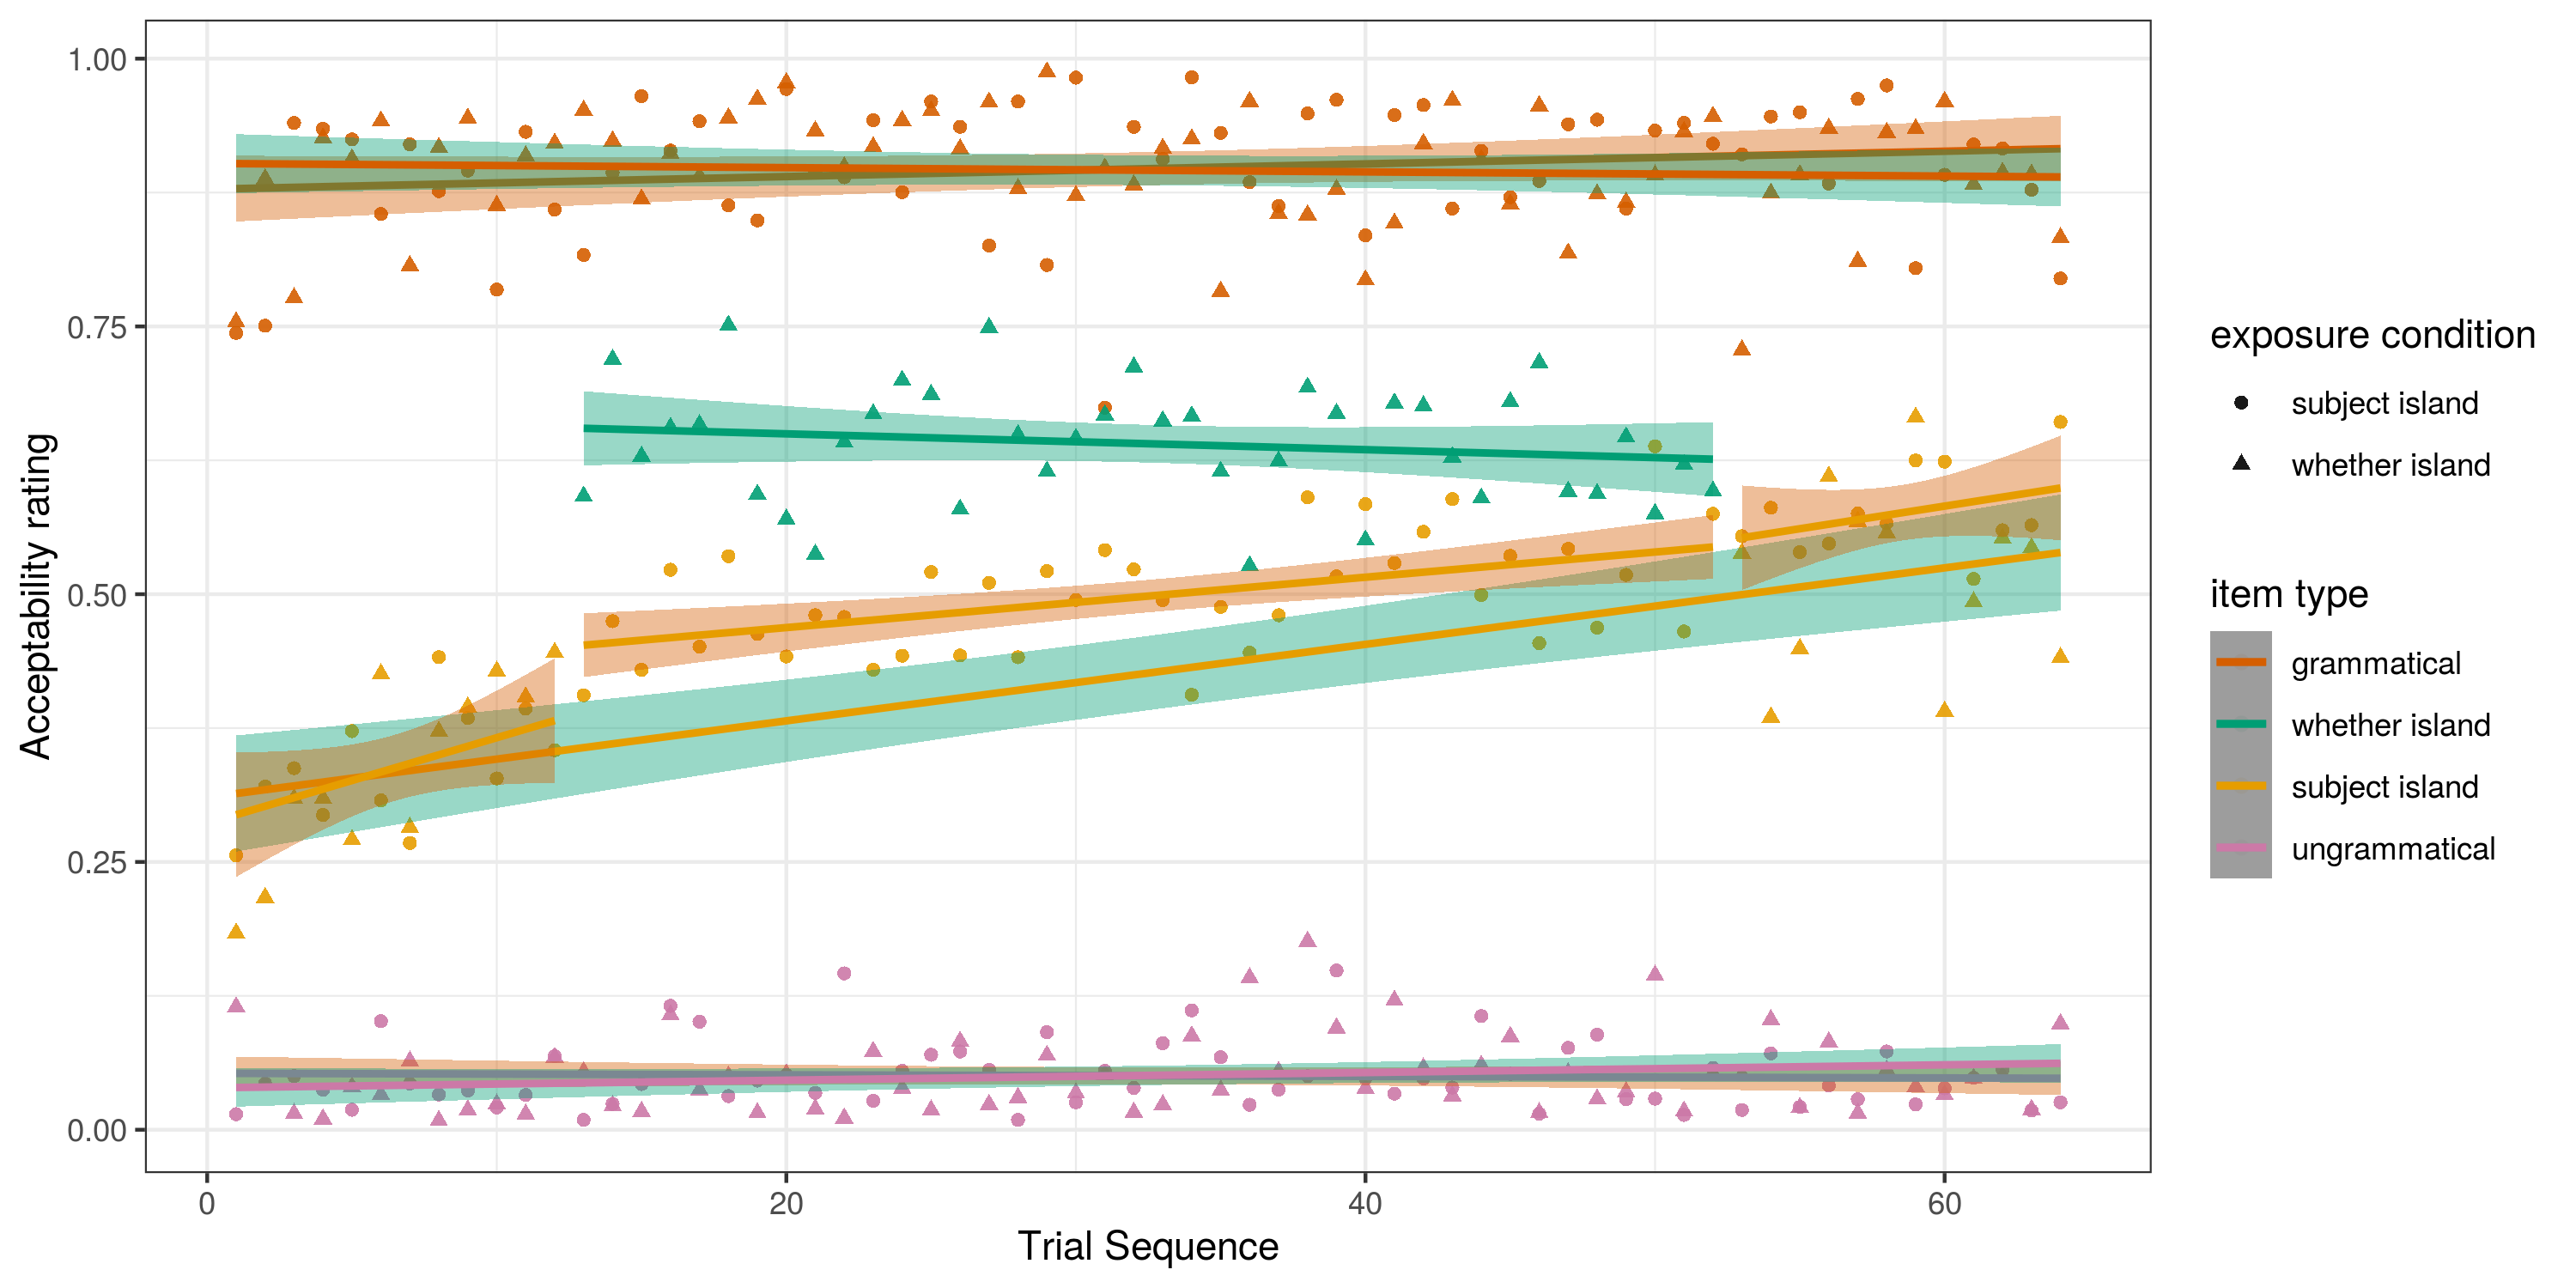 1.00
0.75
0.50
0.25
0.00
Acceptability rating
0
20
40
60
Trial Sequence
exposure condition
subject island
whether island
item type
grammatical
whether island
subject island
ungrammatical